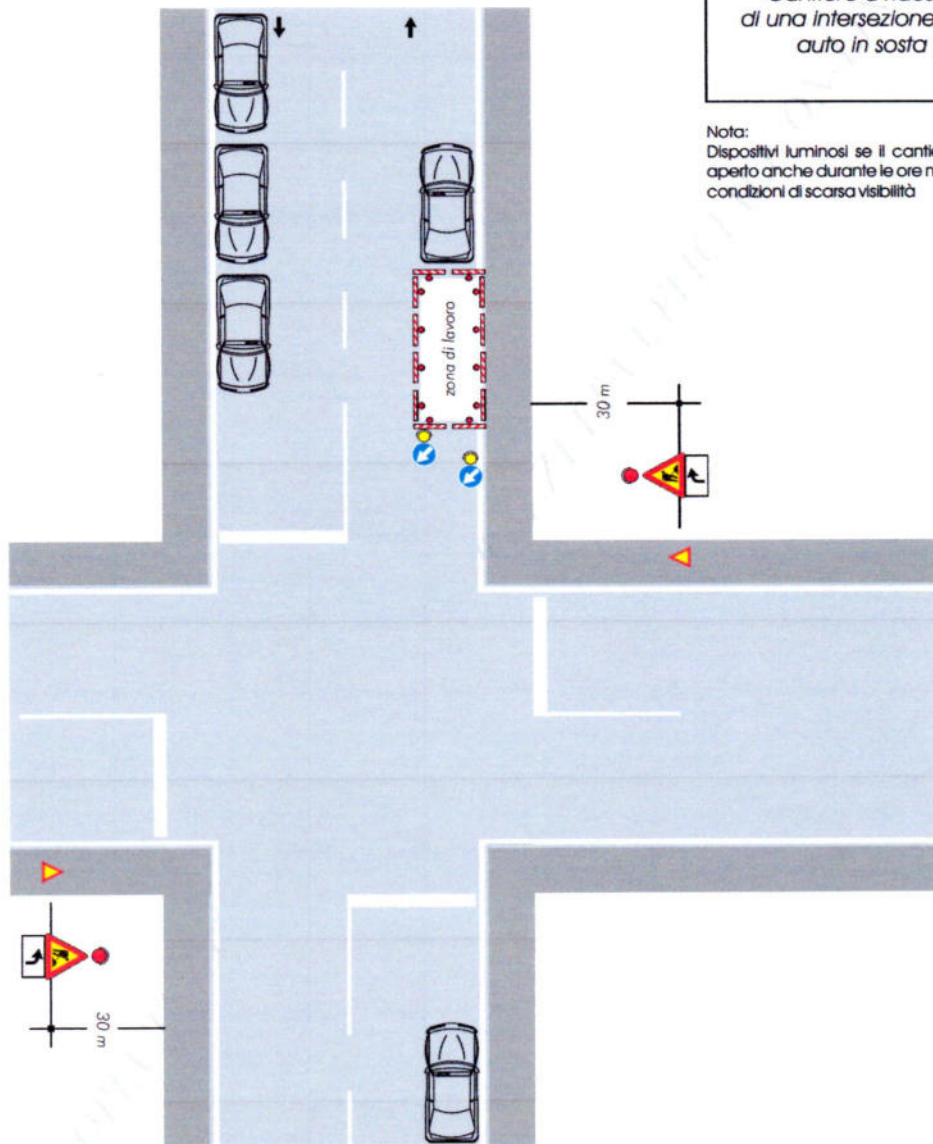 di una intersezione
auto in sosta
Nota:
Dispositivi luminosi se il cantie
aperto anche durante le ore n
condizioni di scarsa visibilità
zona di lavoro
30 m
30 m